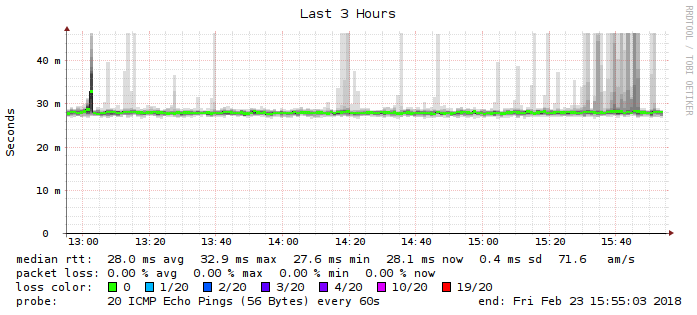 Last 3 Hours
RRDTOOL / TOBI OETIKER
Seconds
40 m
30 m
20 m
10 m
0
13:00 13:20 13:40 14:00 14:20 14:40 15:00 15:20 15:40
median rtt: 28.0 ms avg 32.9 ms max 27.6 ms min 28.1 ms now 0.4 ms sd 71.6 am/s
packet loss: 0.00 % avg 0.00 % max 0.00 % min 0.00 % now
loss color: 0 1/20 2/20 3/20 4/20 10/20 19/20
probe: 20 ICMP Echo Pings (56 Bytes) every 60s end: Fri Feb 23 15:55:03 2018